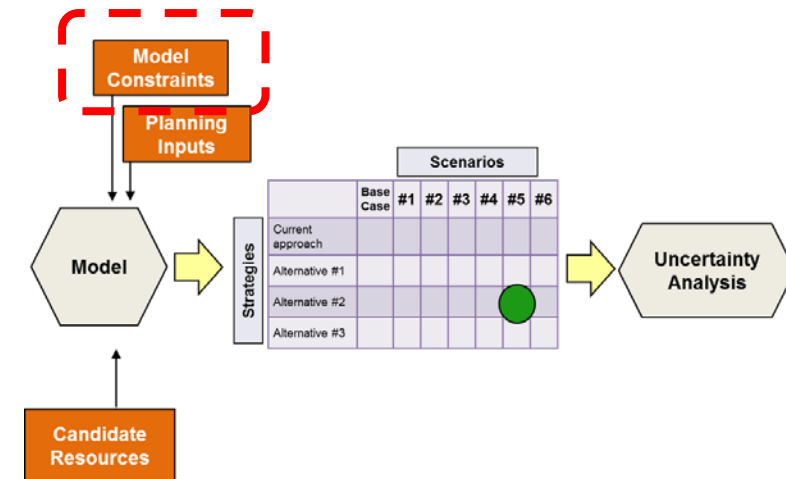 Model
Constraints
Planning
Inputs
Scenarios
Base
Case
#1 #2 #3 #4 #5 #6
Strategies
Current
approach
Alternative #1
Alternative #2
Alternative #3
Model
Uncertainty
Analysis
Candidate
Resources